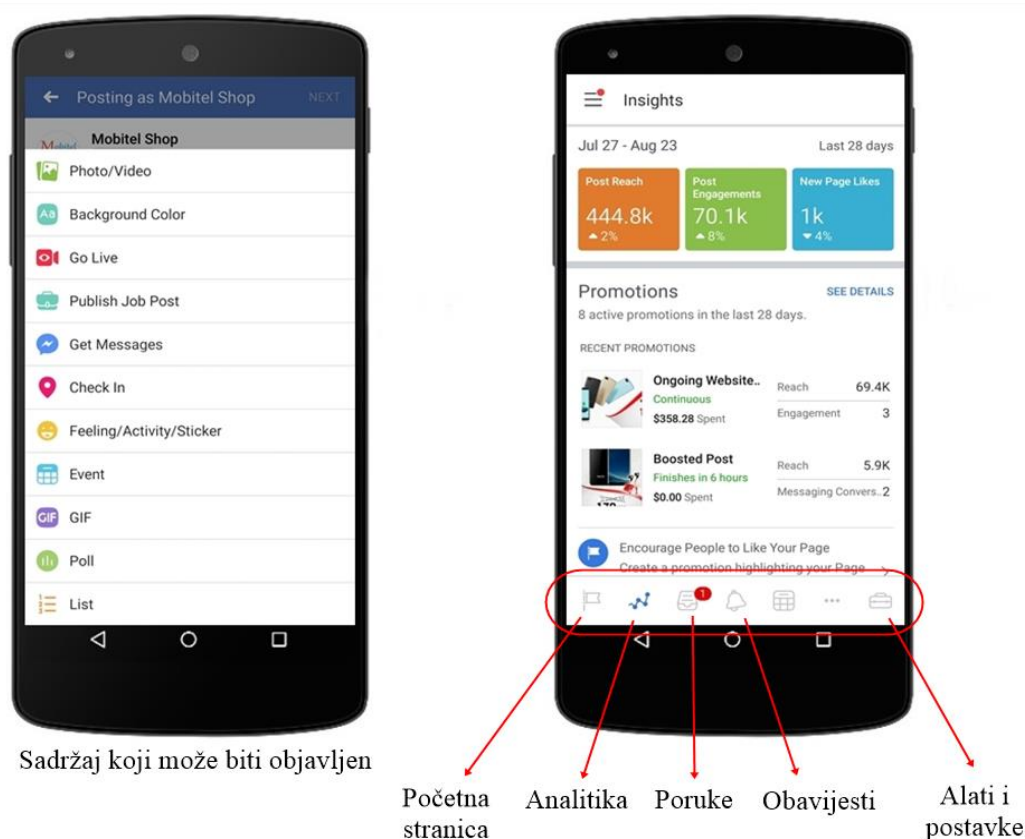 Posting as Mobitel Shop NEXT
Mobitel Shop
Photo/Video
Aa Background Color
Go Live
Publish Job Post
Get Messages
Check In
Feeling/Activity/Sticker
Event
GIF GIF
Poll
List
Sadržaj koji može biti objavljen
Insights
Jul 27 - Aug 23 Last 28 days
Post Reach
444.8k
2%
Post
Engagements
70.1k
8%
New Page Likes
1k
4%
Promotions SEE DETAILS
8 active promotions in the last 28 days.
RECENT PROMOTIONS
Ongoing Website..
Continuous
$358.28 Spent
Reach 69.4K
Engagement 3
Boosted Post
Finishes in 6 hours
$0.00 Spent
Reach 5.9K
Messaging Convers..2
Encourage People to Like Your Page
Create a promotion highlighting your Page
1
Početna
stranica
Analitika
Poruke
Obavijesti
Alati i
postavke